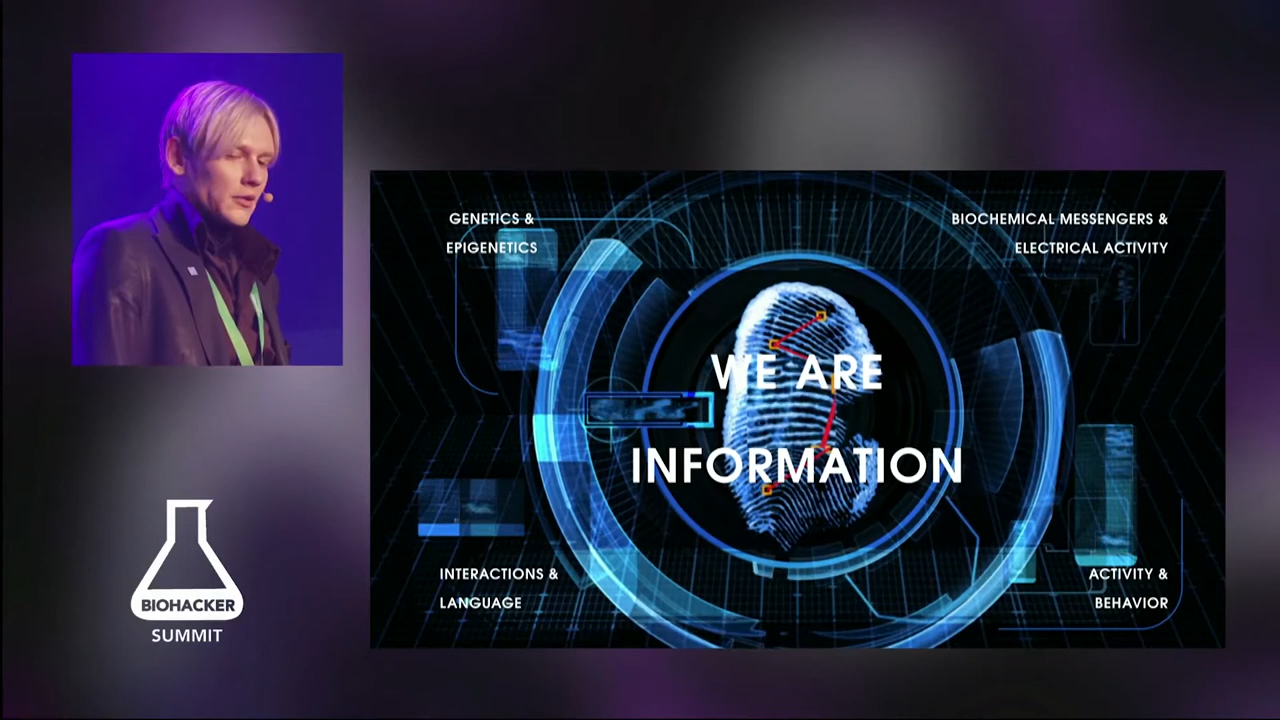 GENETICS &
EPIGENETICS
BIOCHEMICAL MESSENGERS &
ELECTRICAL ACTIVITY
WE ARE
INFORMATION
INTERACTIONS &
LANGUAGE
ACTIVITY &
BEHAVIOR
BIOHACKER
SUMMIT